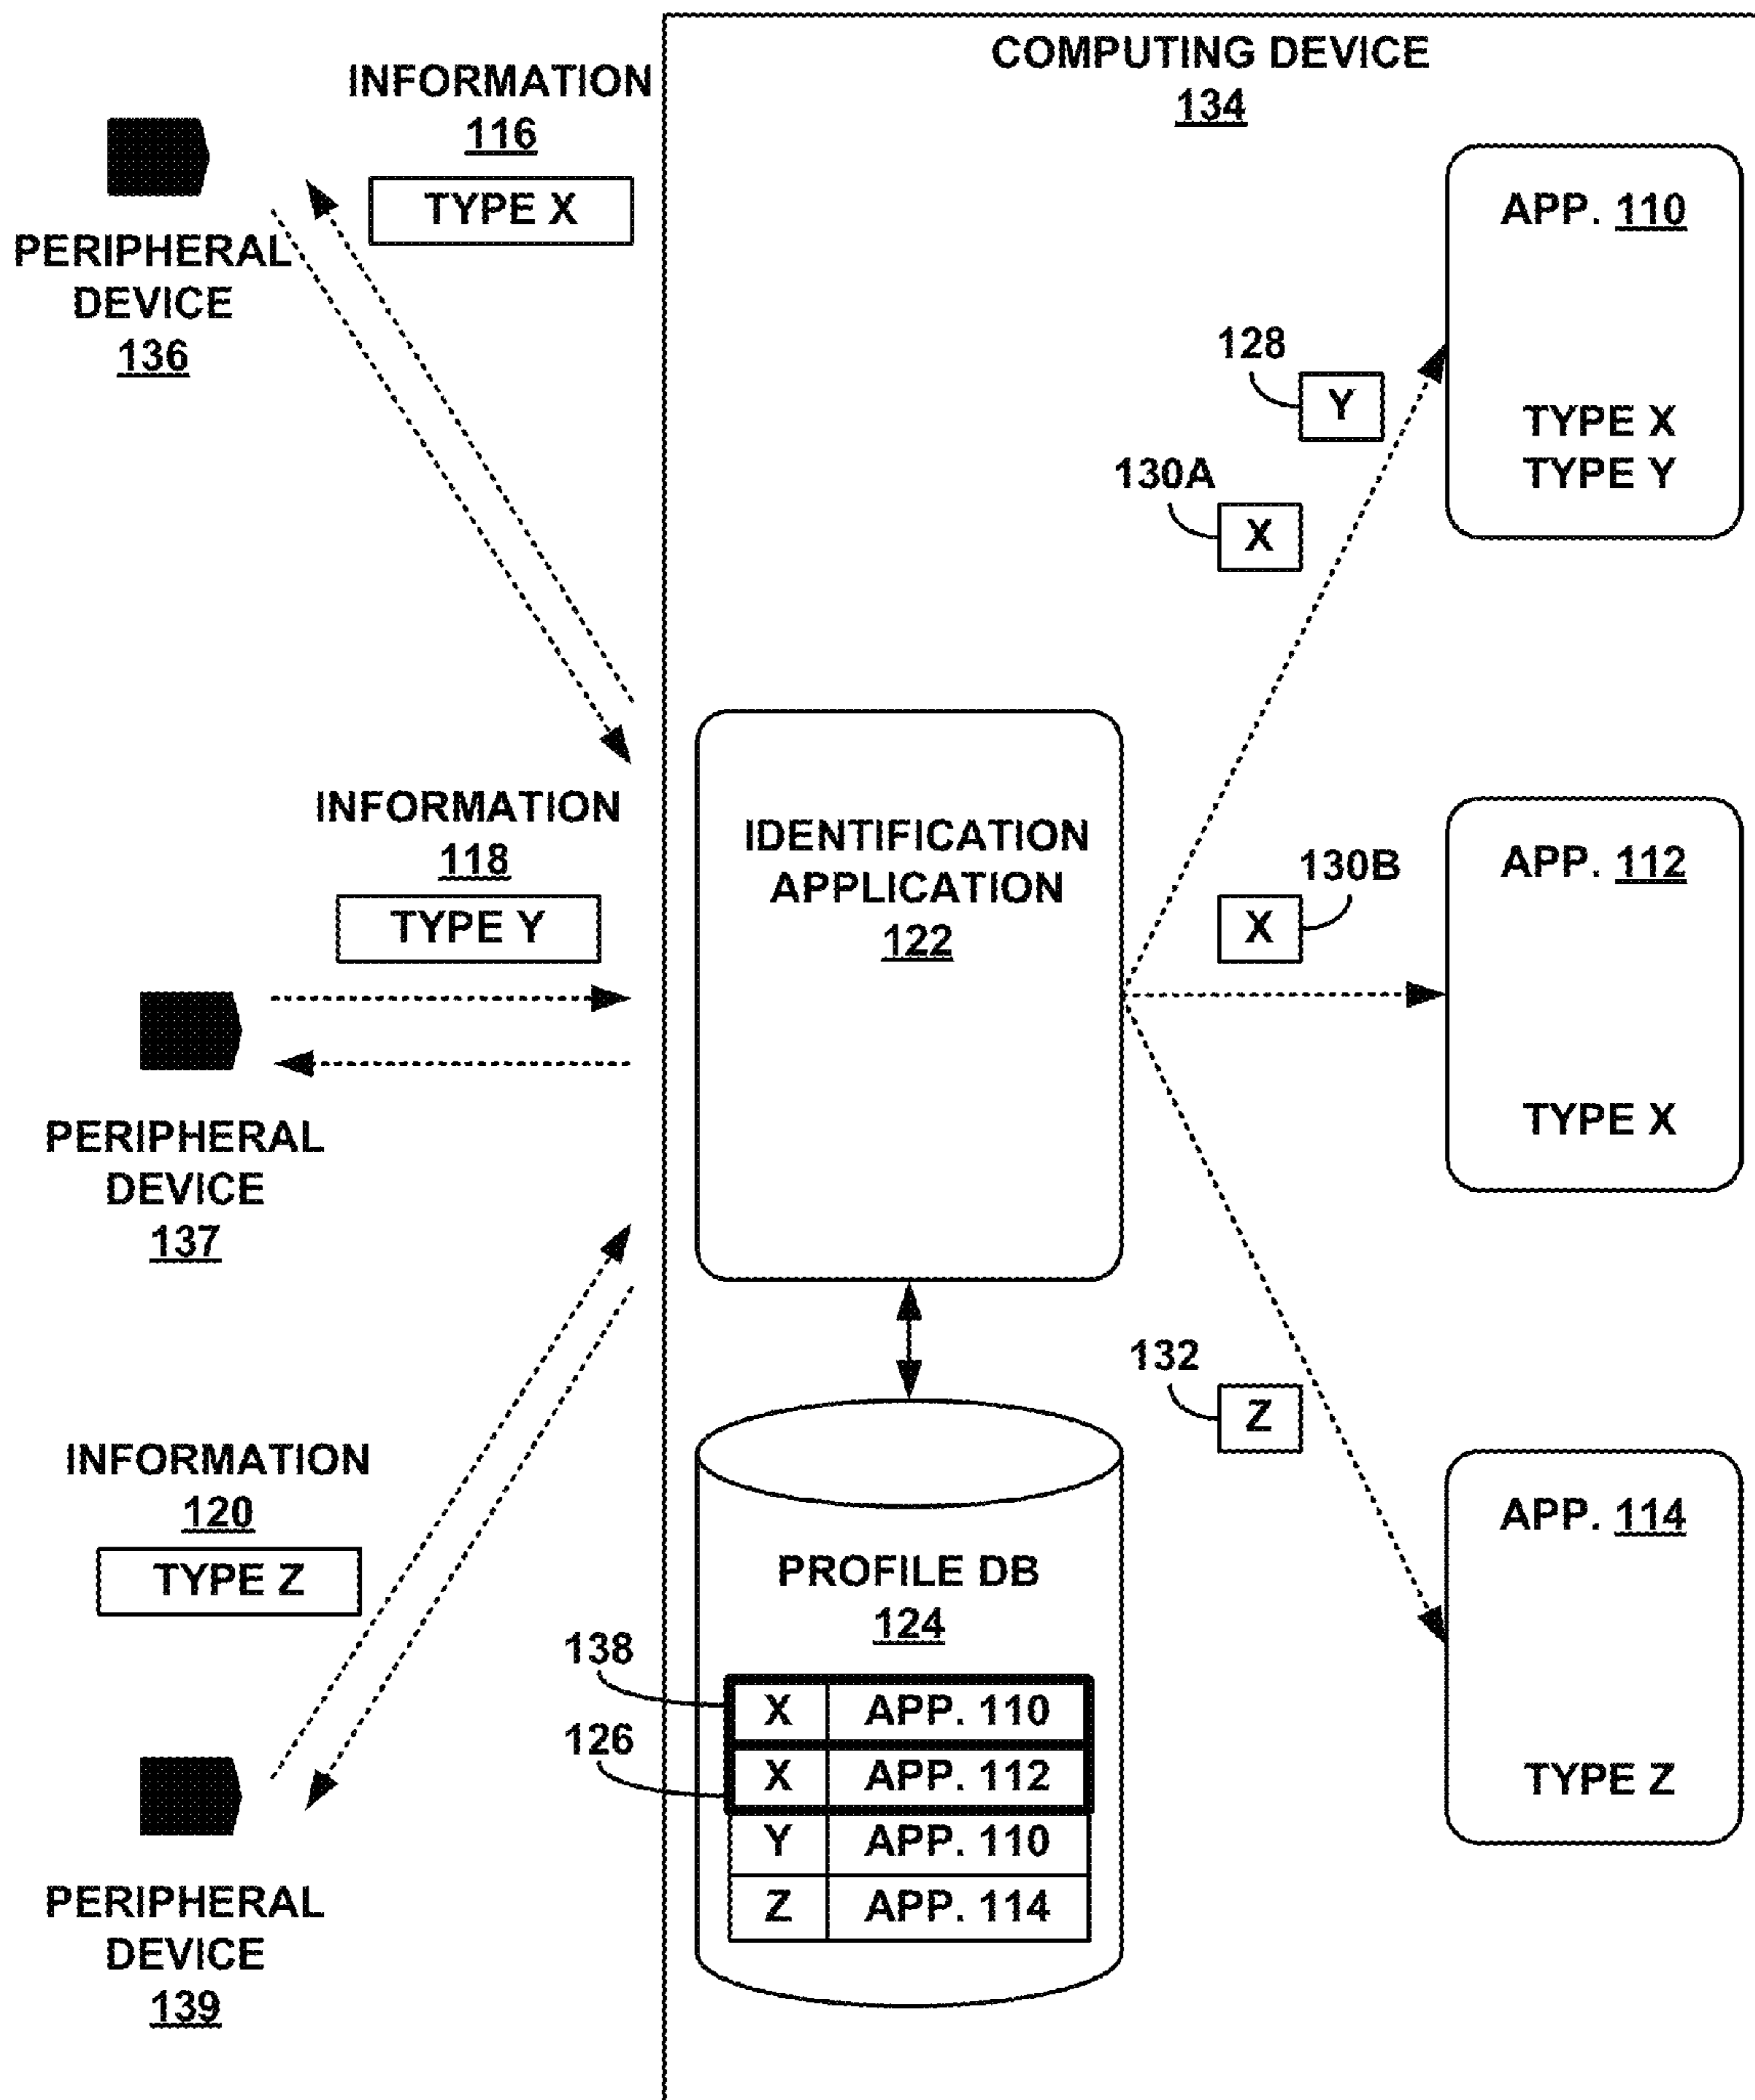 COMPUTING DEVICE
134
INFORMATION
116
TYPE X
PERIPHERAL
DEVICE
136
APP. 110
TYPE X
TYPE Y
128
Y
130A
X
INFORMATION
118
TYPE Y
PERIPHERAL
DEVICE
137
IDENTIFICATION
APPLICATION
122
130B
X
APP. 112
TYPE X
132
Z
APP. 114
TYPE Z
INFORMATION
120
TYPE Z
PERIPHERAL
DEVICE
139
PROFILE DB
124
138
126
X APP. 110
X APP. 112
Y APP. 110
Z APP. 114